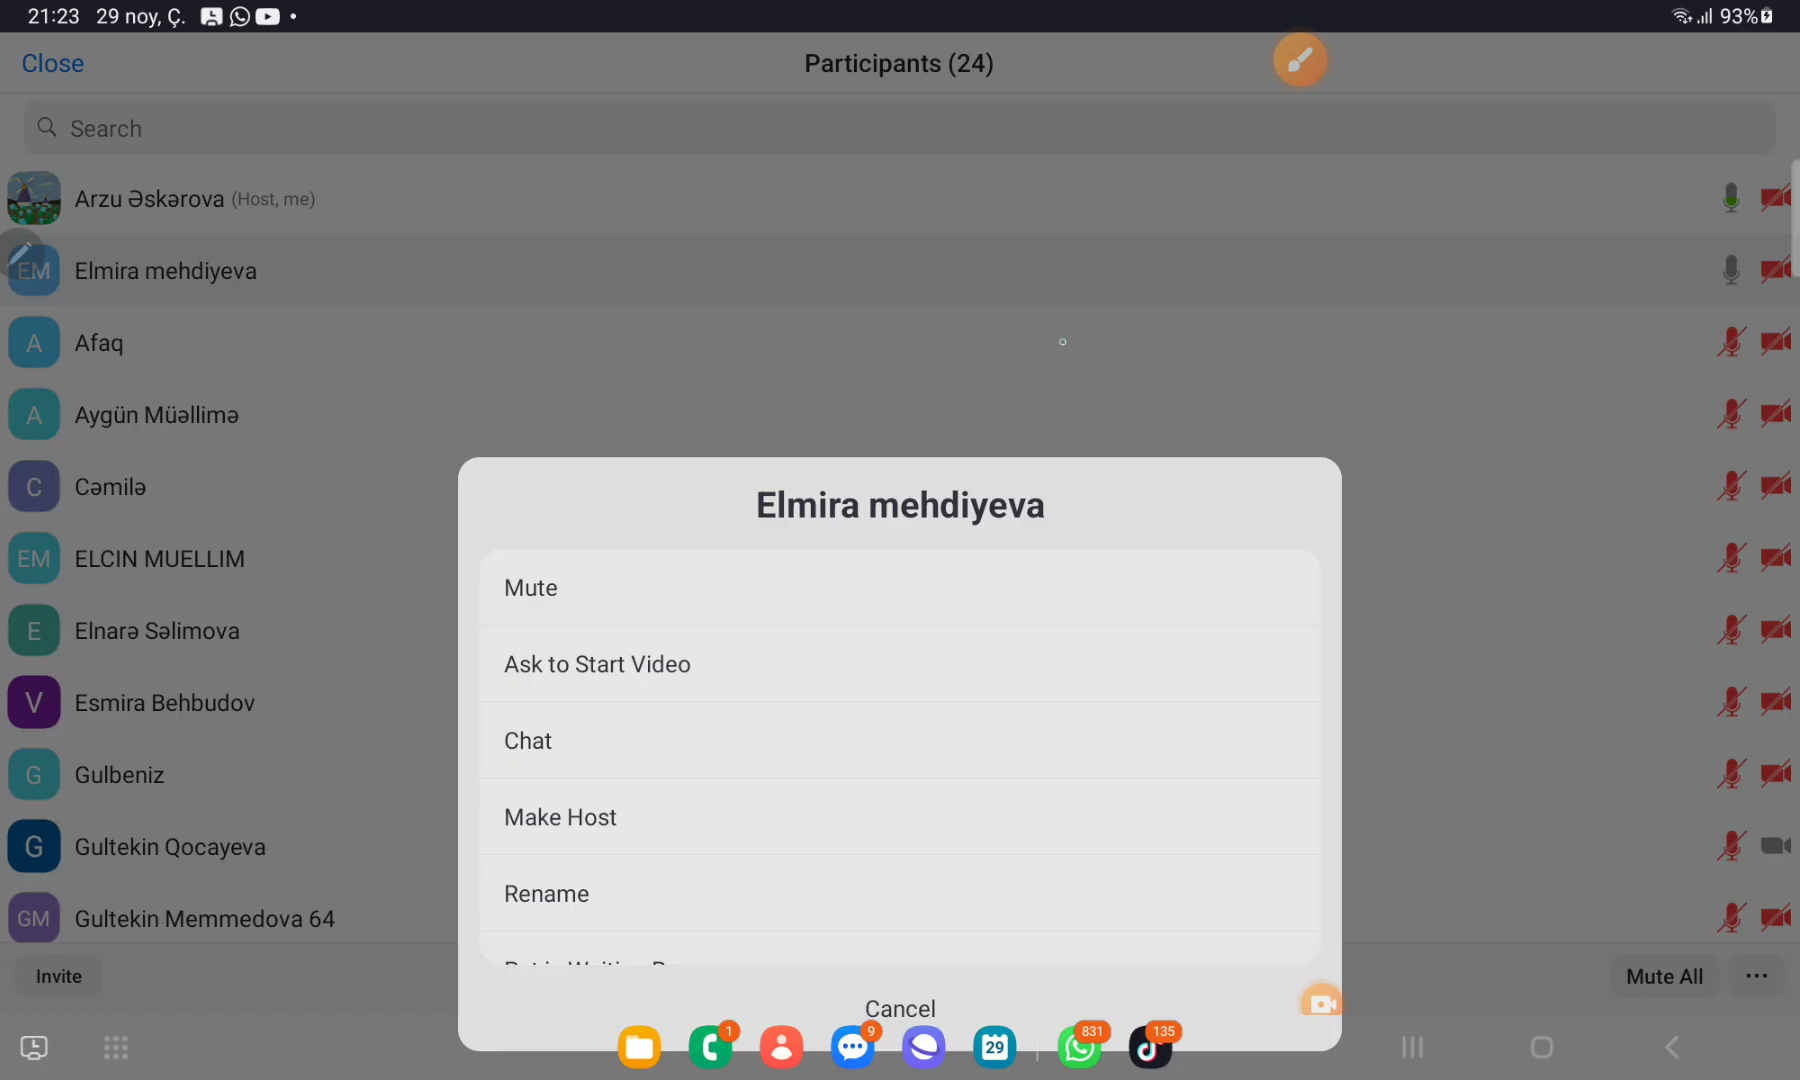 21:23 29 noy, Ç.
93%
Close
Participants (24)
Search
Arzu Əskərova (Host, me)
EM Elmira mehdiyeva
A Afaq
A Aygün Müəllimə
C Cəmilə
EM ELCIN MUELLIM
E Elnarə Səlimova
V Esmira Behbudov
G Gulbeniz
G Gultekin Qocayeva
GM Gultekin Memmedova 64
Elmira mehdiyeva
Mute
Ask to Start Video
Chat
Make Host
Rename
Cancel
Invite
Mute All
1
9
29
831
135